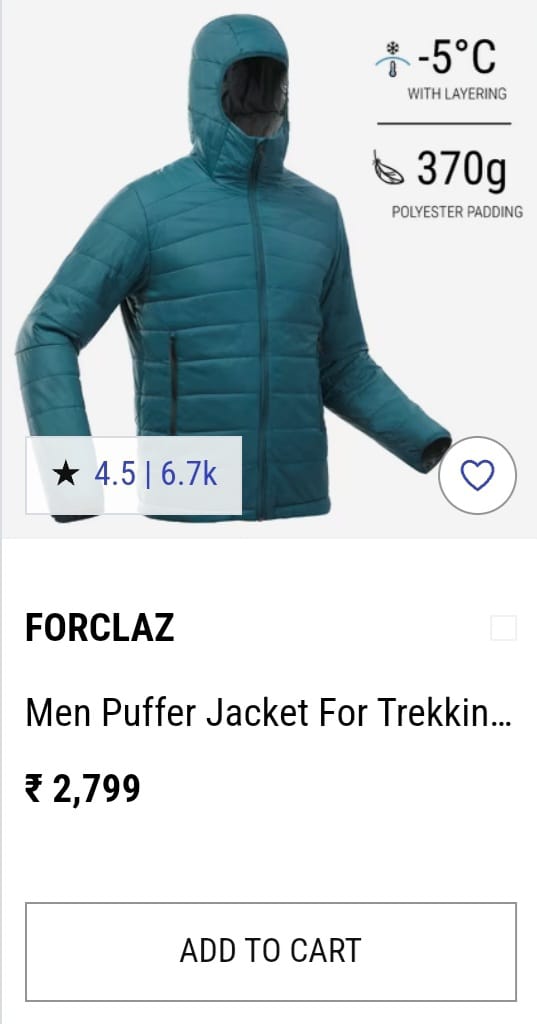 -5°C
WITH LAYERING
370g
POLYESTER PADDING
★ 4.5 | 6.7k
FORCLAZ
Men Puffer Jacket For Trekkin...
₹ 2,799
ADD TO CART